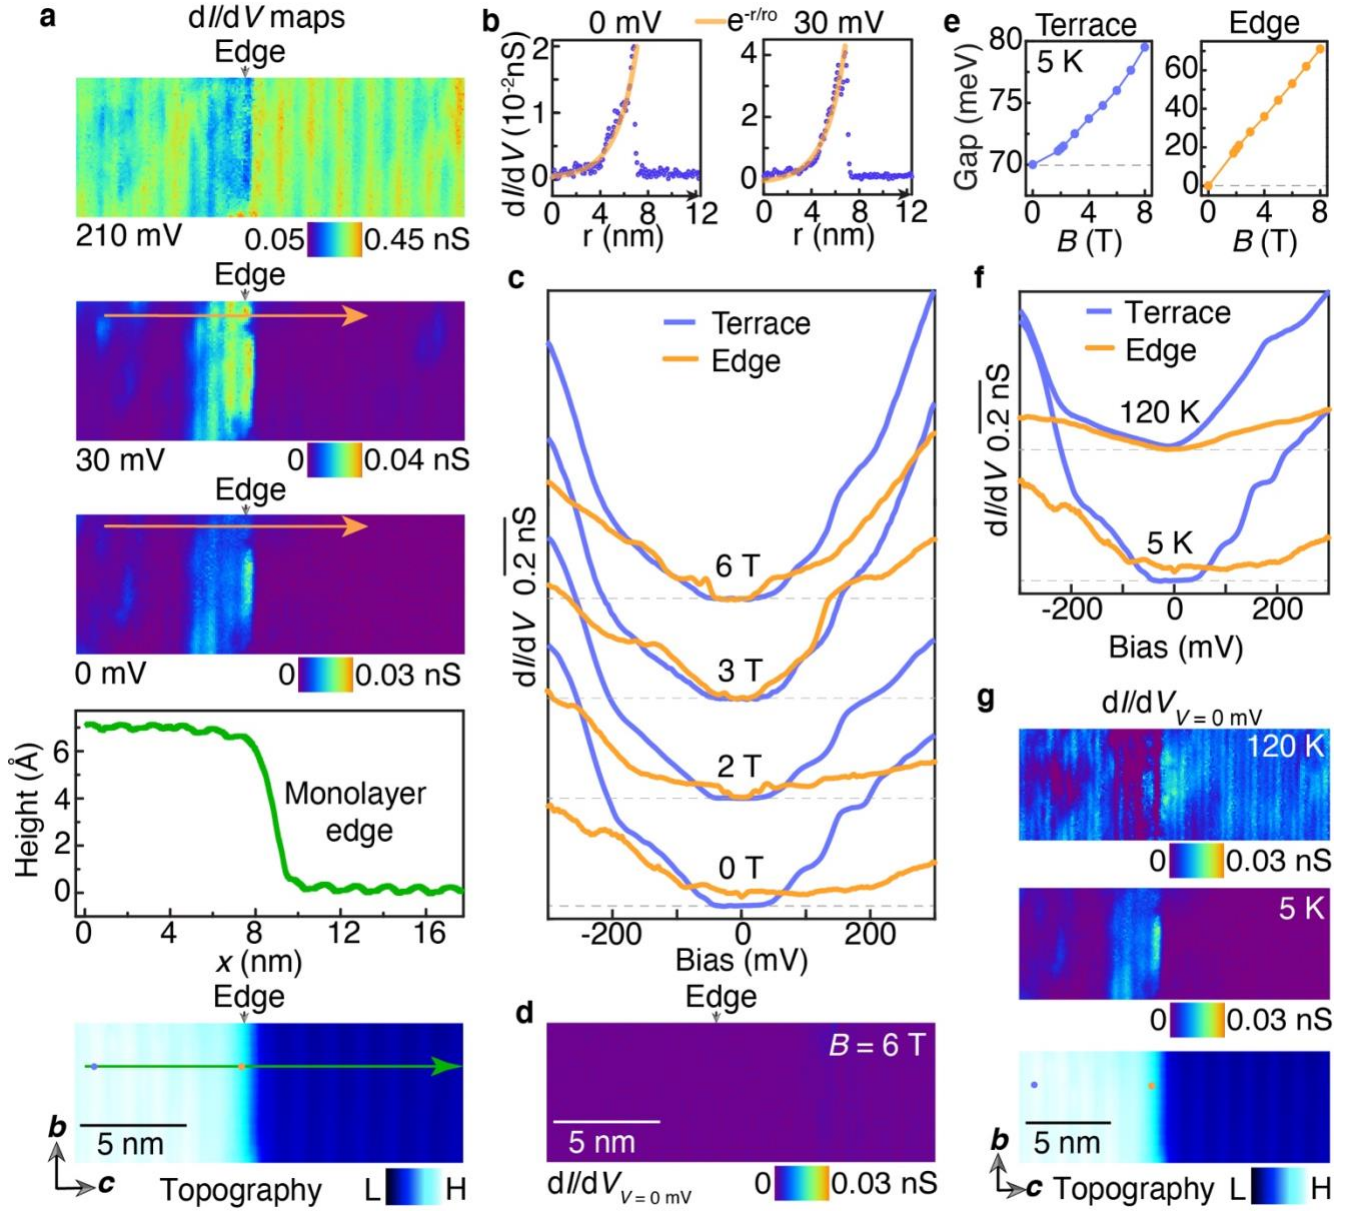 a
dI/dV maps
Edge
210 mV
0.05
0.45 nS
Edge
30 mV
0
0.04 nS
Edge
0 mV
0
0.03 nS
Height (Å)
6
4
2
0
Monolayer
edge
0
4
8
12
16
x (nm)
Edge
5 nm
b
c
Topography
L
H
b
0 mV
e-r/ro
30 mV
dI/dV (10-2nS)
2
1
0
0
4
8
12
r (nm)
4
2
0
0
4
8
12
r (nm)
c
Terrace
Edge
dI/dV
0.2 nS
6 T
3 T
2 T
0 T
-200
0
200
Bias (mV)
d
Edge
B = 6 T
5 nm
dI/dV V = 0 mV
0
0.03 nS
e
Terrace
Edge
Gap (meV)
80
75
70
5 K
0
4
8
B (T)
60
40
20
0
0
4
8
B (T)
f
Terrace
Edge
dI/dV
0.2 nS
120 K
5 K
-200
0
200
Bias (mV)
g
dI/dV V = 0 mV
120 K
0
0.03 nS
5 K
0
0.03 nS
5 nm
b
c
Topography
L
H